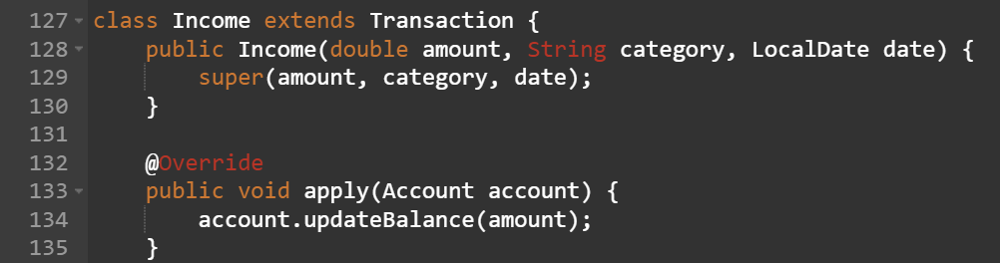 127 class Income extends Transaction {
128     public Income(double amount, String category, LocalDate date) {
129         super(amount, category, date);
130     }
131
132     @Override
133     public void apply(Account account) {
134         account.updateBalance(amount);
135     }